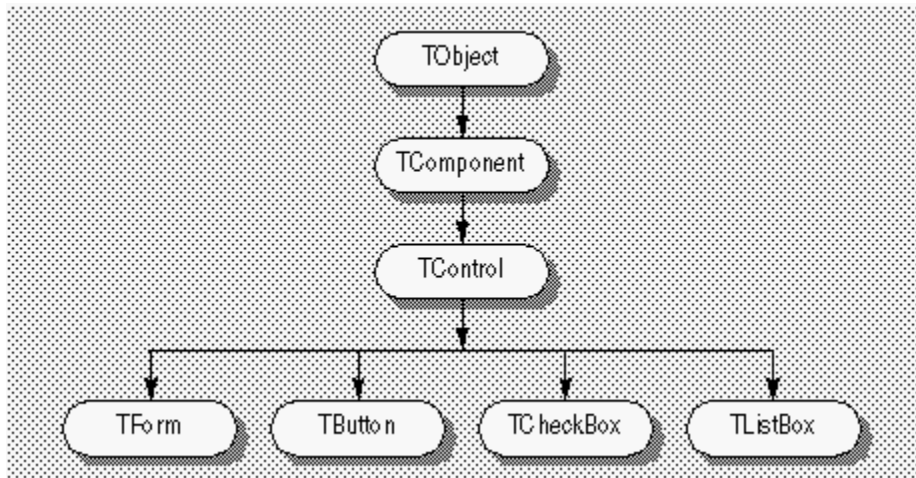 TObject
TComponent
TControl
TForm
TButton
TCheckBox
TListBox